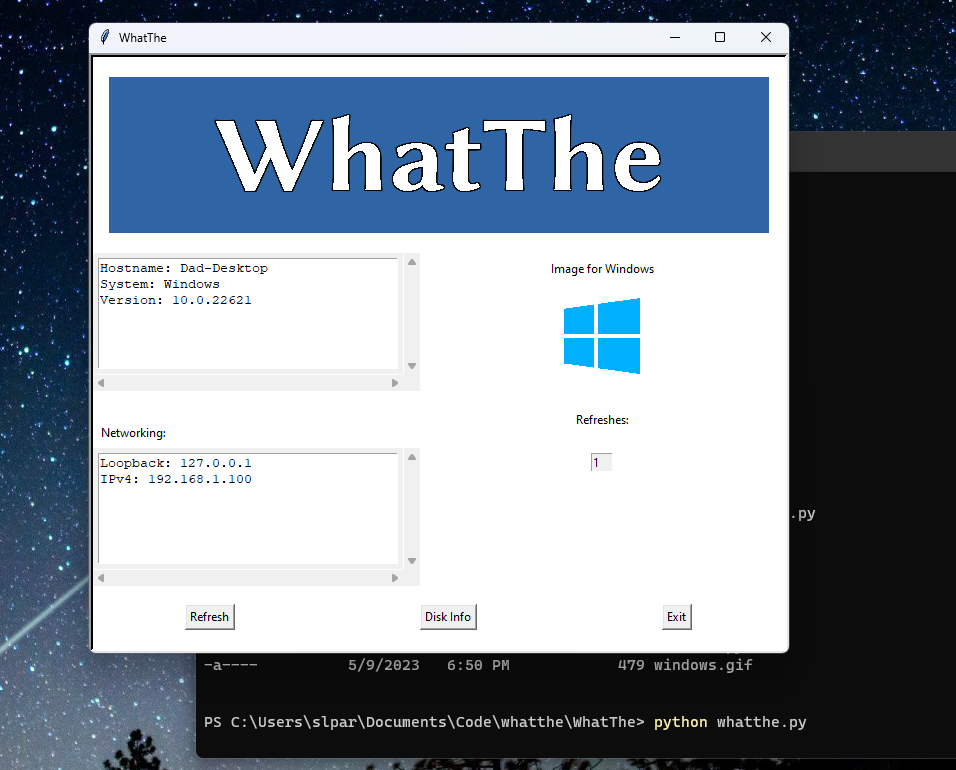 WhatThe
WhatThe
Hostname: Dad-Desktop
System: Windows
Version: 10.0.22621
Image for Windows
Refreshes:
1
Networking:
Loopback: 127.0.0.1
IPv4: 192.168.1.100
Refresh
Disk Info
Exit
.py
-a---- 5/9/2023 6:50 PM 479 windows.gif
PS C:\Users\slpar\Documents\Code\whatthe\WhatThe> python whatthe.py